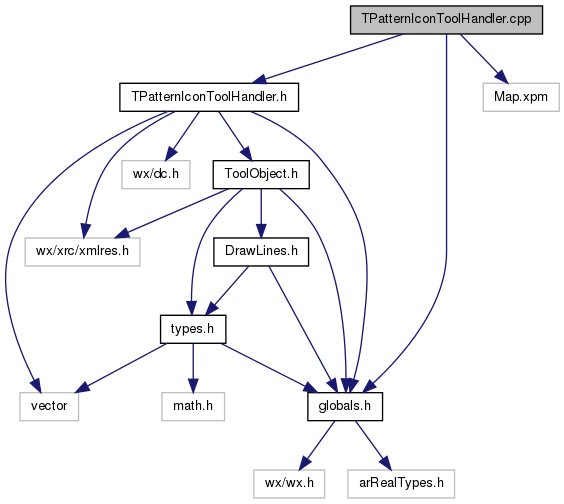 TPatternIconToolHandler.cpp
TPatternIconToolHandler.h
Map.xpm
wx/dc.h
ToolObject.h
wx/xrc/xmlres.h
DrawLines.h
types.h
vector
math.h
globals.h
wx/wx.h
arRealTypes.h